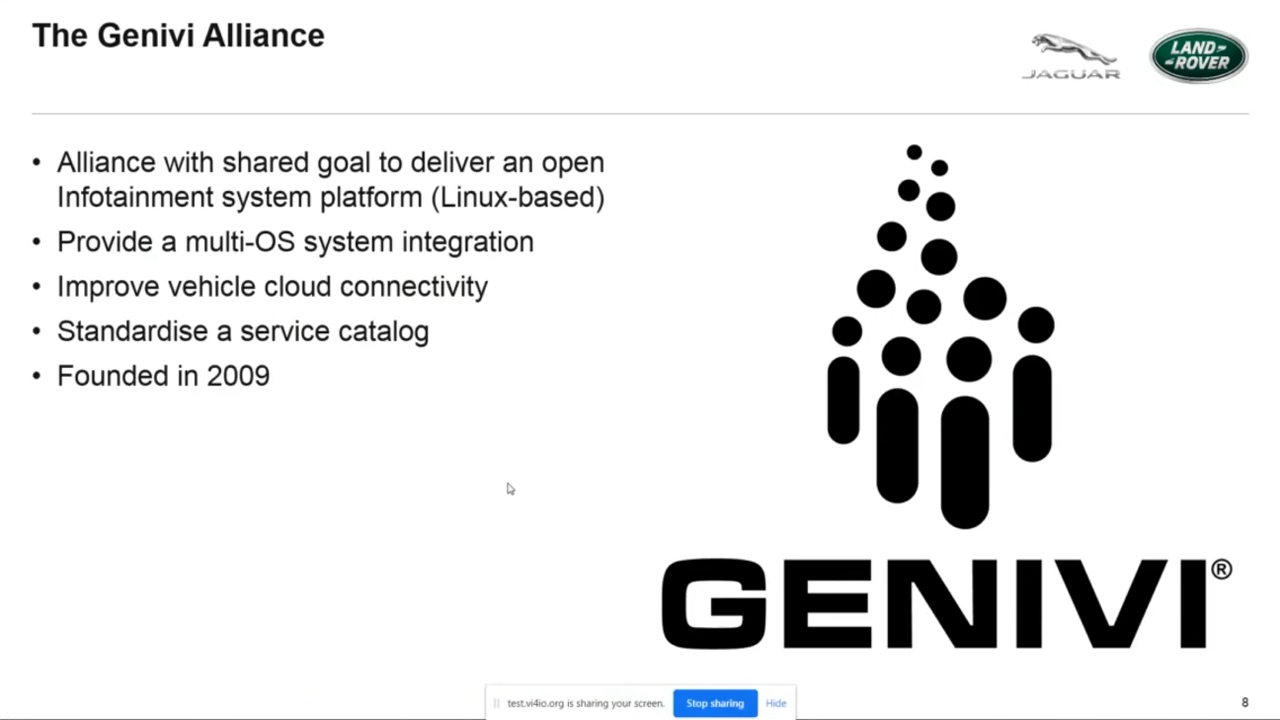 The Genivi Alliance
JAGUAR
LAND-
-ROVER
• Alliance with shared goal to deliver an open
Infotainment system platform (Linux-based)
• Provide a multi-OS system integration
• Improve vehicle cloud connectivity
• Standardise a service catalog
• Founded in 2009
GENIVI®
test.vi4io.org is sharing your screen. Stop sharing Hide
8